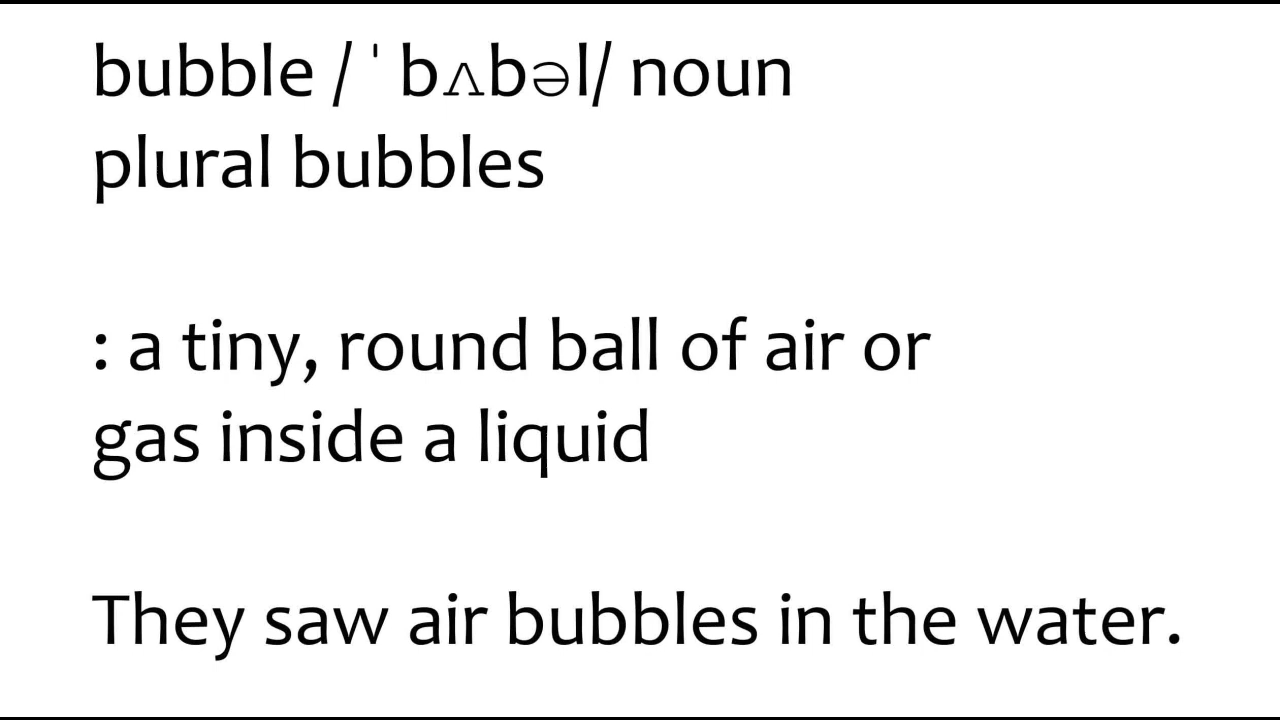 bubble /ˈbʌbəl/ noun
plural bubbles
: a tiny, round ball of air or
gas inside a liquid
They saw air bubbles in the water.